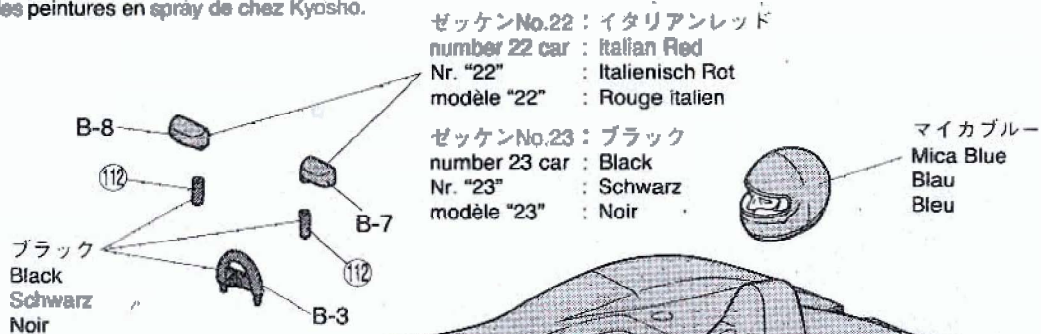 les peintures en spray de chez Kyosho.
ゼッケンNo.22：イタリアンレッド
number 22 car : Italian Red
Nr. "22" : Italienisch Rot
modèle "22" : Rouge italien
ゼッケンNo.23：ブラック
number 23 car : Black
Nr. "23" : Schwarz
modèle "23" : Noir
マイカブルー
Mica Blue
Blau
Bleu
B-8
112
B-7
112
B-3
ブラック
Black
Schwarz
Noir